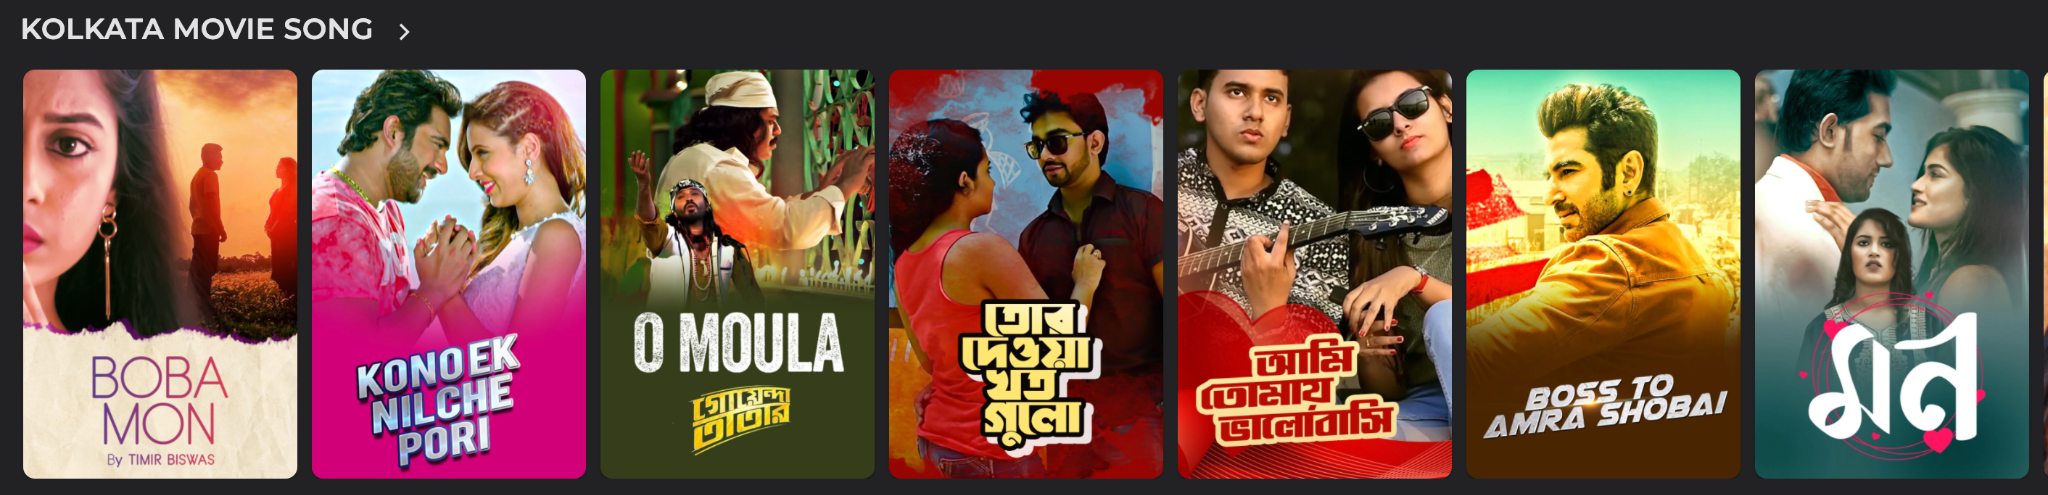 KOLKATA MOVIE SONG
BOBA
MON
By TIMIR BISWAS
KONO EK
NILCHE
PORI
O MOULA
গোয়েন্দা
তাতার
তোর
দেওয়া
খত
গুলো
আমি
তোমায়
ভালোবাসি
BOSS TO
AMRA SHOBAI
মন